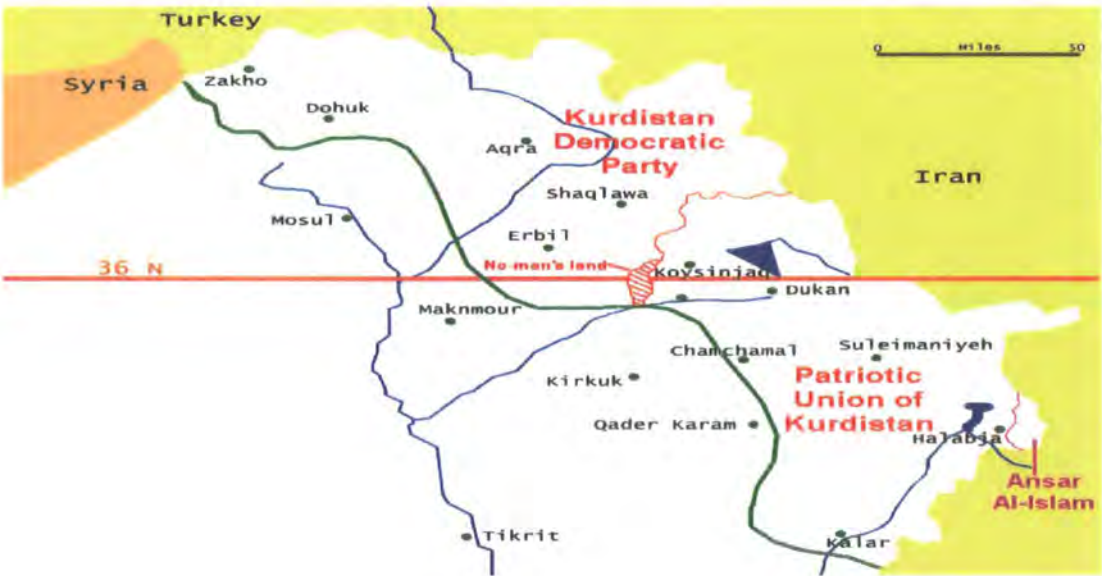 Turkey
0 Miles 50
Syria
Zakho
Dohuk
Kurdistan
Democratic
Party
Aqra
Iran
Shaqlawa
Mosul
Erbil
36 N
No-man's land
Koysinjaq
Dukan
Maknmour
Chamchamal
Suleimaniyeh
Kirkuk
Patriotic
Union of
Kurdistan
Qader Karam
Halabja
Ansar
Al-Islam
Tikrit
Kalar